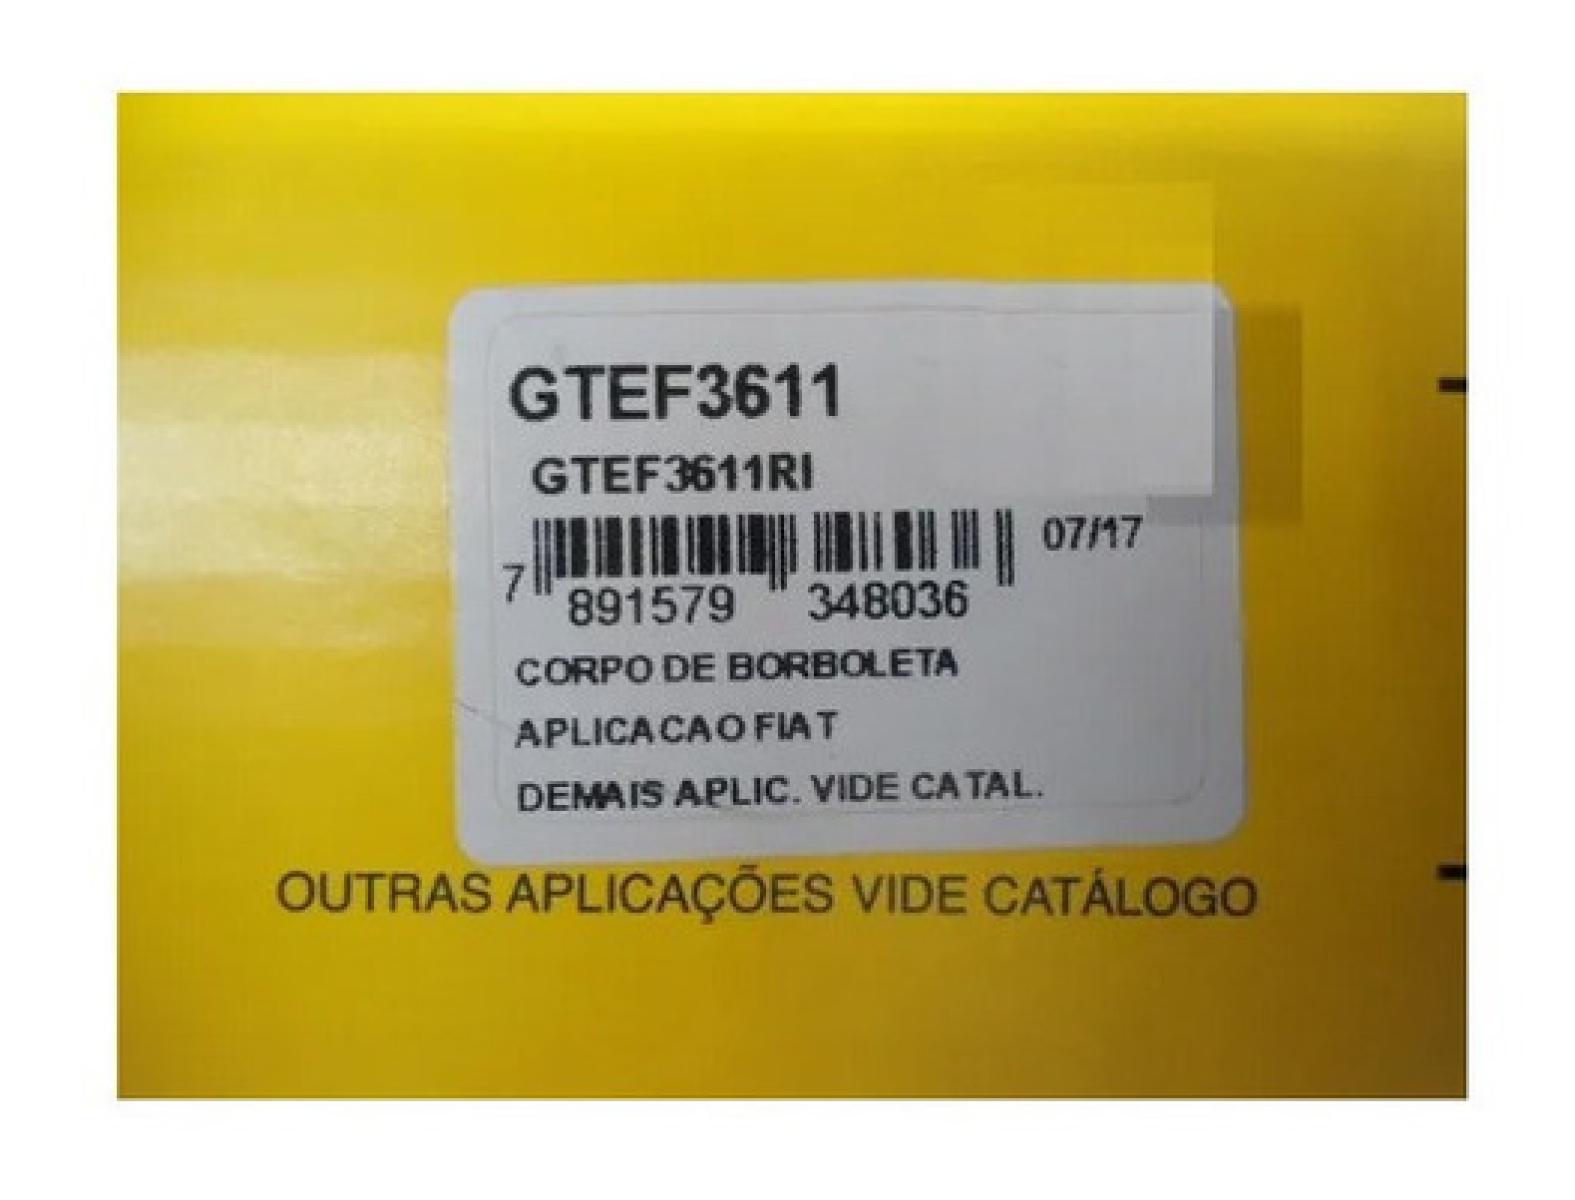 GTEF3611
GTEF3611RI
07/17
7 891579 348036
CORPO DE BORBOLETA
APLICACAO FIAT
DEMAIS APLIC. VIDE CATAL.
OUTRAS APLICAÇÕES VIDE CATÁLOGO